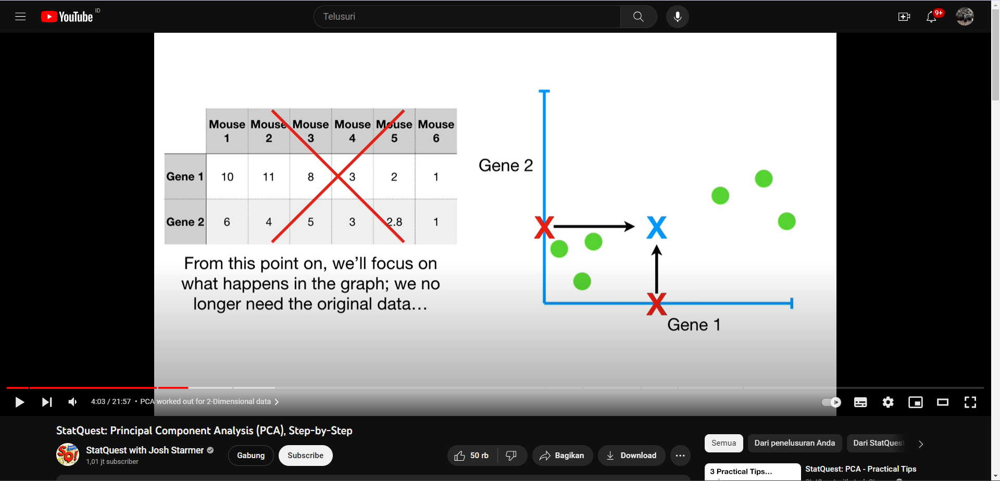 YouTube ID
Telusuri
9+
Mouse 1 Mouse 2 Mouse 3 Mouse 4 Mouse 5 Mouse 6
Gene 1 10 11 8 3 2 1
Gene 2 6 4 5 3 2.8 1
From this point on, we'll focus on
what happens in the graph; we no
longer need the original data...
Gene 2
X X
X
Gene 1
4:03 / 21:57 • PCA worked out for 2-Dimensional data
StatQuest: Principal Component Analysis (PCA), Step-by-Step
SQ!
StatQuest with Josh Starmer
1,01 jt subscriber
Gabung
Subscribe
50 rb
Bagikan
Download
Semua
Dari penelusuran Anda
Dari StatQuest
3 Practical Tips...
StatQuest: PCA - Practical Tips